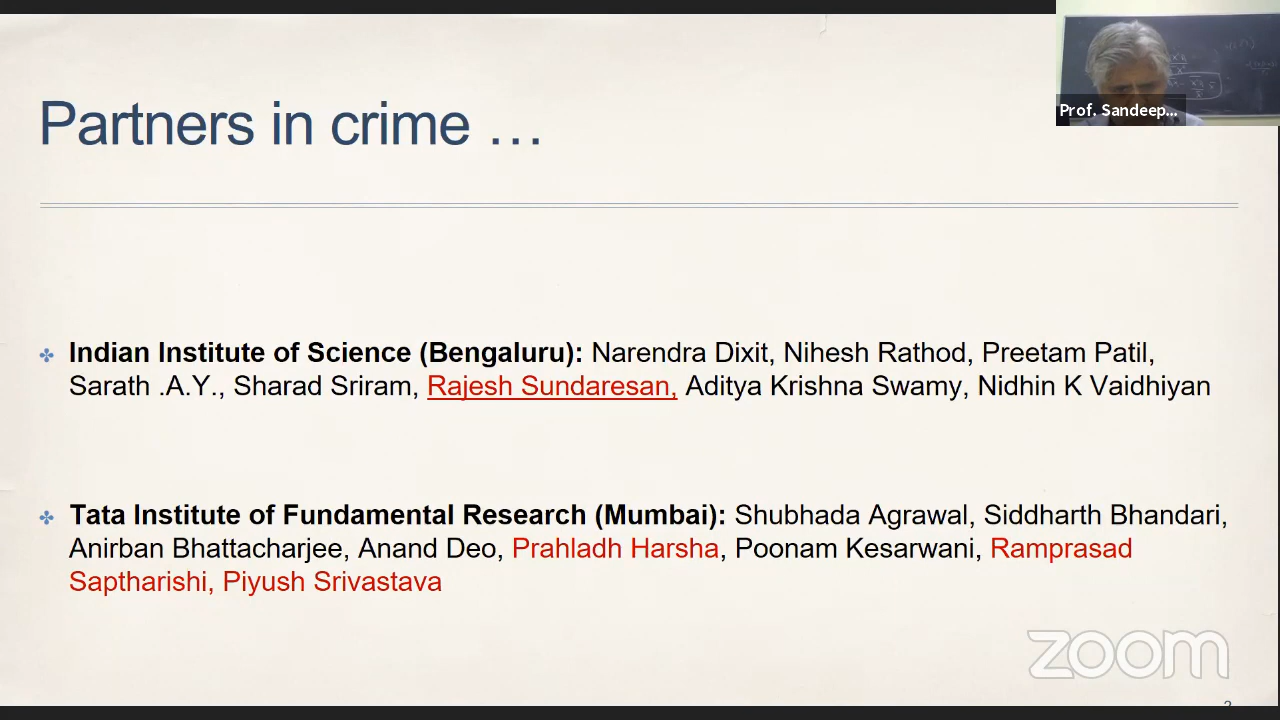 Partners in crime …
Prof. Sandeep...
Indian Institute of Science (Bengaluru): Narendra Dixit, Nihesh Rathod, Preetam Patil,
Sarath .A.Y., Sharad Sriram, Rajesh Sundaresan, Aditya Krishna Swamy, Nidhin K Vaidhiyan
Tata Institute of Fundamental Research (Mumbai): Shubhada Agrawal, Siddharth Bhandari,
Anirban Bhattacharjee, Anand Deo, Prahladh Harsha, Poonam Kesarwani, Ramprasad
Saptharishi, Piyush Srivastava
zoom